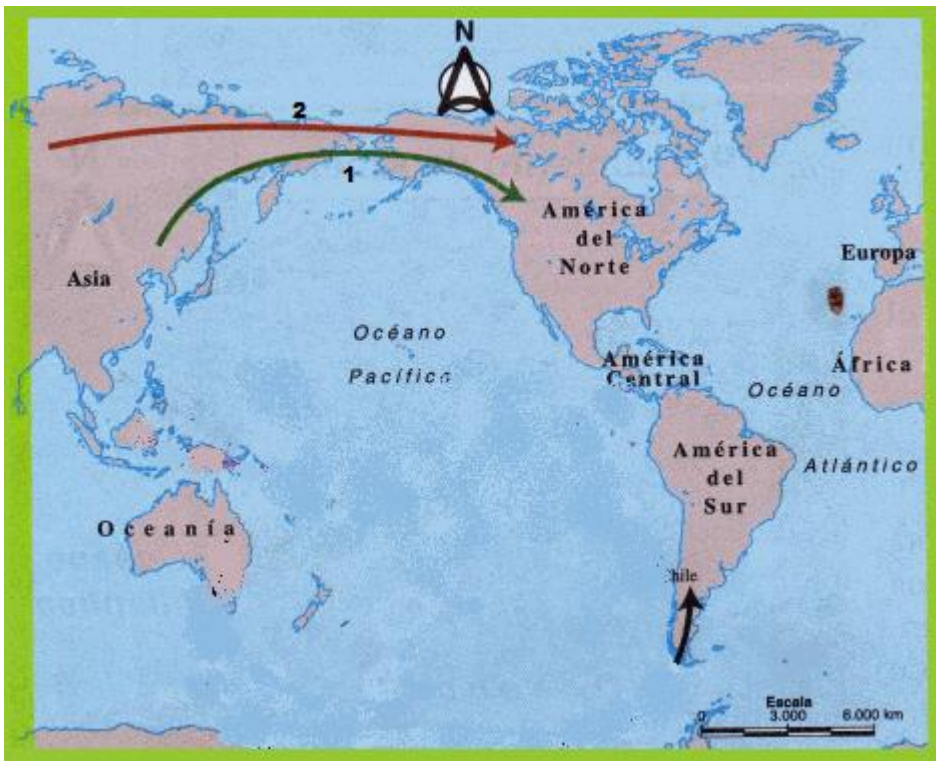 N
2
1
América
del
Norte
Asia
Europa
Océano
Pacífico
América
Central
África
Océano
Atlántico
América
del
Sur
Oceanía
hile
Escala
0 3.000 6.000 km